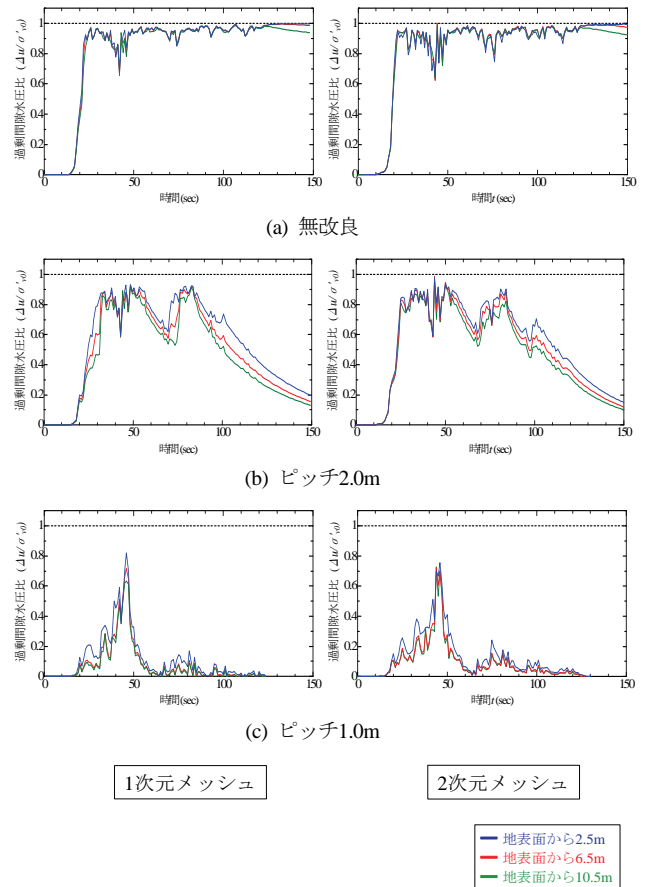 過剰間隙水圧比 (Δu/σ'v0)
1
0.8
0.6
0.4
0.2
0
0 50 100 150
時間(sec)
過剰間隙水圧比 (Δu/σ'v0)
1
0.8
0.6
0.4
0.2
0
0 50 100 150
時間t(sec)
(a) 無改良
過剰間隙水圧比 (Δu/σ'v0)
1
0.8
0.6
0.4
0.2
0
0 50 100 150
時間(sec)
過剰間隙水圧比 (Δu/σ'v0)
1
0.8
0.6
0.4
0.2
0
0 50 100 150
時間t(sec)
(b) ピッチ2.0m
過剰間隙水圧比 (Δu/σ'v0)
1
0.8
0.6
0.4
0.2
0
0 50 100 150
時間(sec)
過剰間隙水圧比 (Δu/σ'v0)
1
0.8
0.6
0.4
0.2
0
0 50 100 150
時間t(sec)
(c) ピッチ1.0m
1次元メッシュ
2次元メッシュ
地表面から2.5m
地表面から6.5m
地表面から10.5m